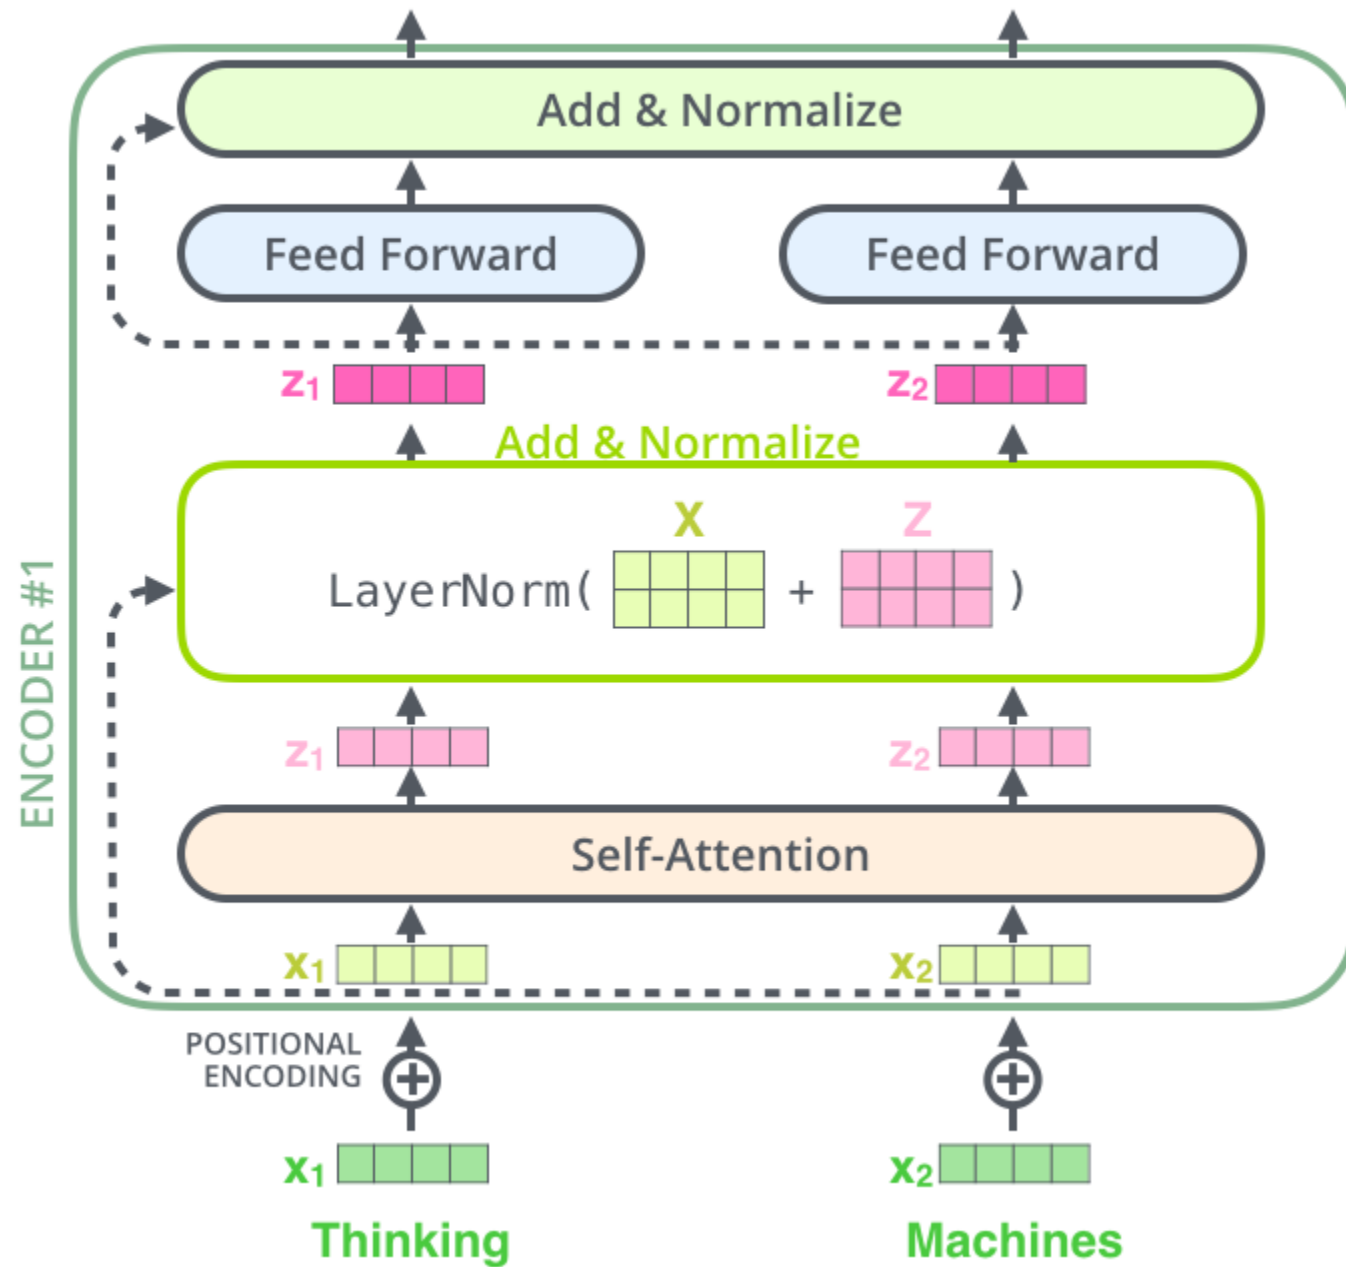 Add & Normalize
Feed Forward
Feed Forward
z1
z2
Add & Normalize
X
Z
LayerNorm(
+
)
ENCODER #1
z1
z2
Self-Attention
x1
x2
POSITIONAL
ENCODING
x1
x2
Thinking
Machines